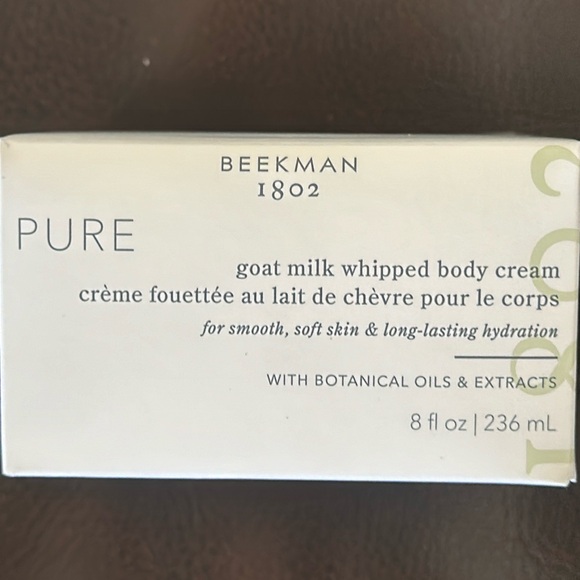 BEEKMAN
1802
PURE
goat milk whipped body cream
crème fouettée au lait de chèvre pour le corps
for smooth, soft skin & long-lasting hydration
WITH BOTANICAL OILS & EXTRACTS
8 fl oz | 236 mL
1802